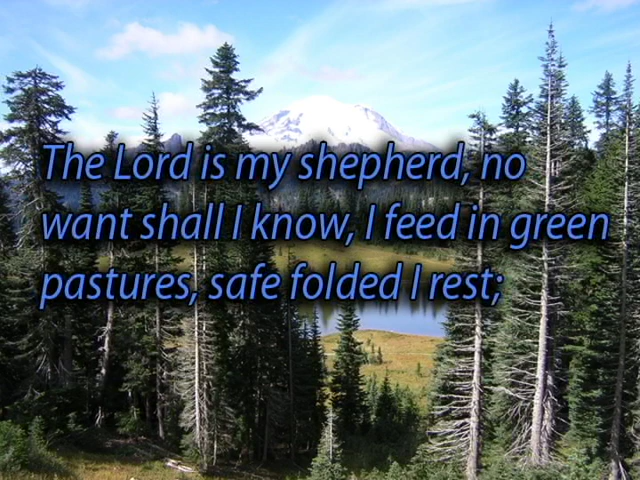 The Lord is my shepherd, no
want shall I know, I feed in green
pastures, safe folded I rest;